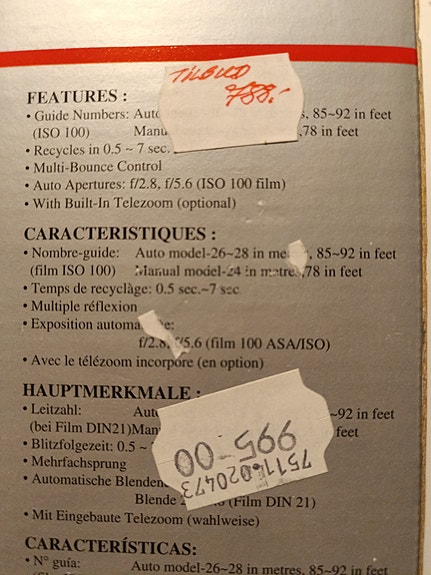 TILBUD
788.-
FEATURES :
• Guide Numbers: Auto s, 85~92 in feet
(ISO 100) Manu ,78 in feet
• Recycles in 0.5 ~ 7 sec.
• Multi-Bounce Control
• Auto Apertures: f/2.8, f/5.6 (ISO 100 film)
• With Built-In Telezoom (optional)
CARACTERISTIQUES :
• Nombre-guide: Auto model-26~28 in me , 85~92 in feet
(film ISO 100) Manual model-24 in metres,78 in feet
• Temps de recyclàge: 0.5 sec.~7 sec
• Multiple réflexion
• Exposition automa e:
f/2.8, f/5.6 (film 100 ASA/ISO)
• Avec le télézoom incorpore (en option)
HAUPTMERKMALE :
• Leitzahl: Auto ~92 in feet
(bei Film DIN21)Man feet
• Blitzfolgezeit: 0.5 ~
• Mehrfachsprung
• Automatische Blenden
Blende 2 (Film DIN 21)
• Mit Eingebaute Telezoom (wahlweise)
75114020473
995-00
CARACTERÍSTICAS:
• N° guía: Auto model-26~28 in metres, 85~92 in feet